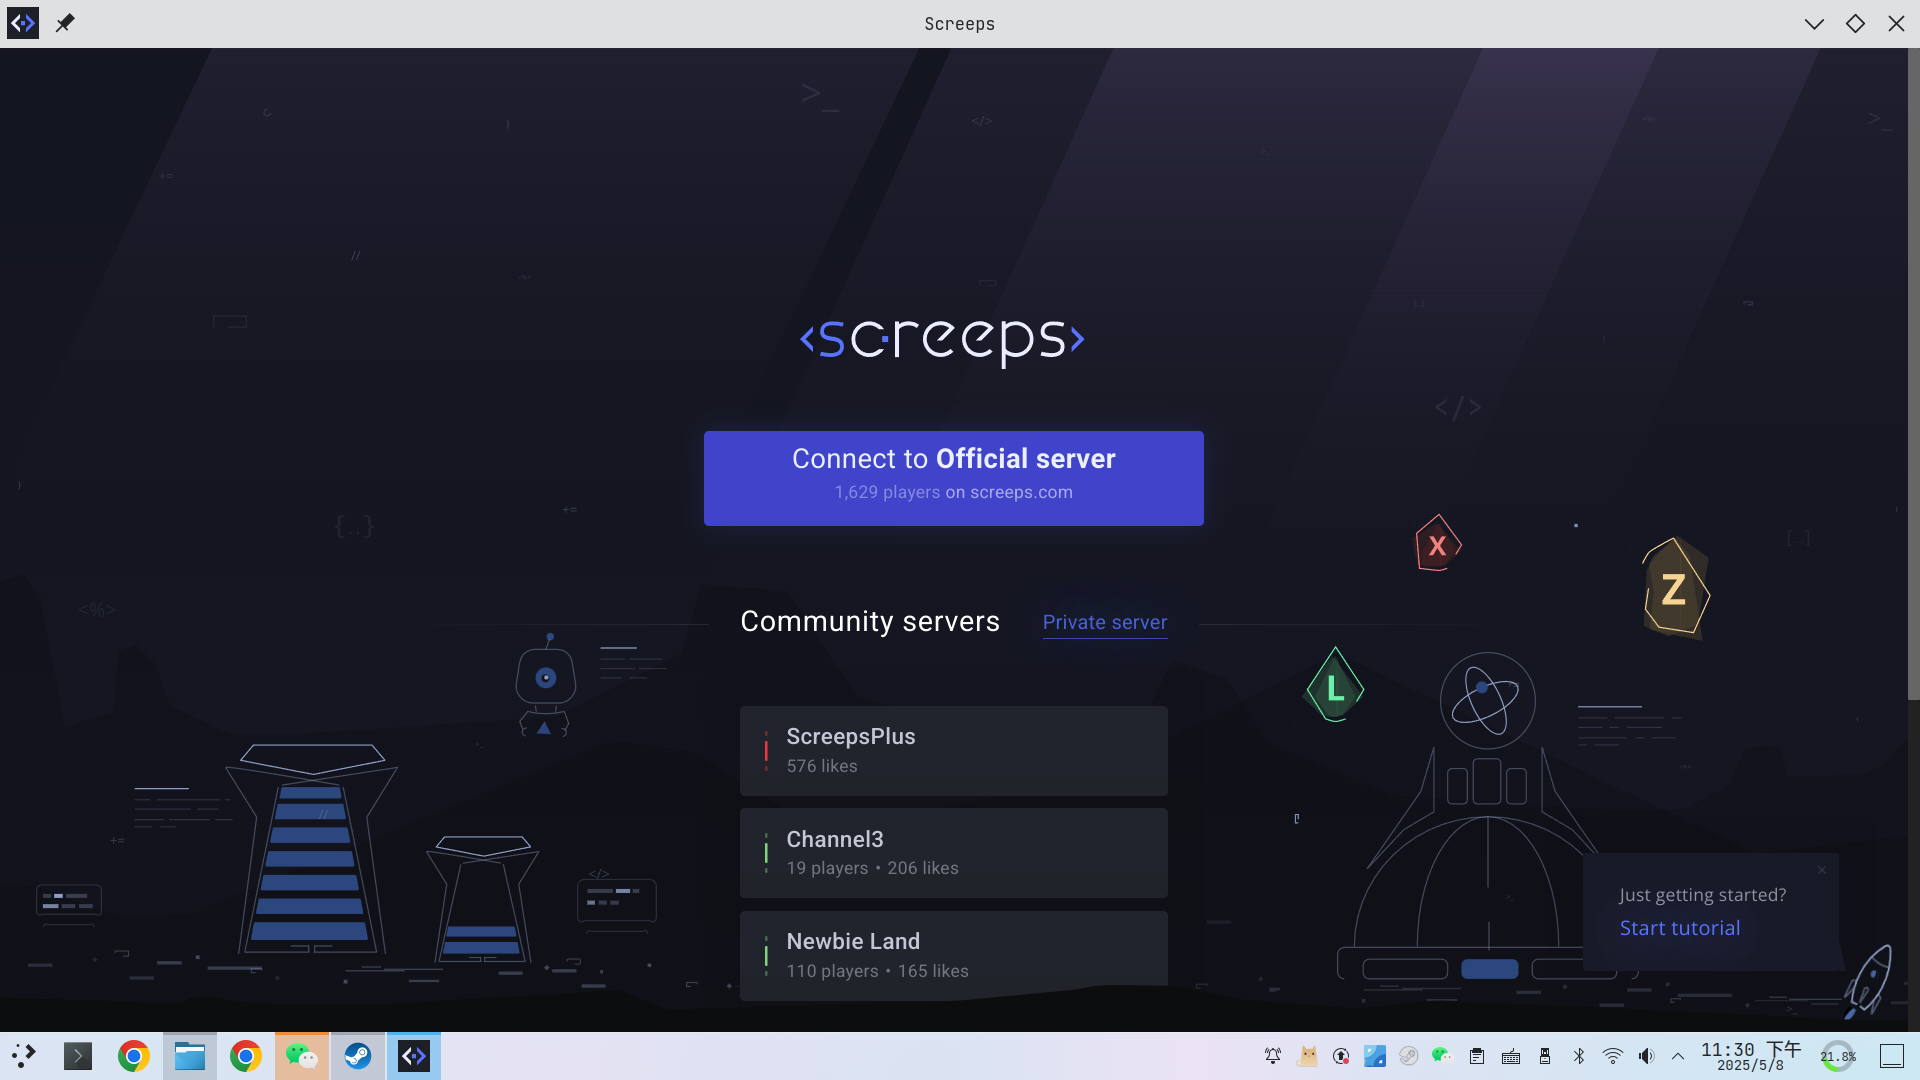 Screeps
>_
</>
>_
+=
//
<screeps>
</>
Connect to Official server
1,629 players on screeps.com
+=
{..}
[..]
X
Z
<%>
Community servers
Private server
L
ScreepsPlus
576 likes
//
+=
Channel3
19 players • 206 likes
</>
Just getting started?
Start tutorial
Newbie Land
110 players • 165 likes
11:30 下午
2025/5/8
21.8%